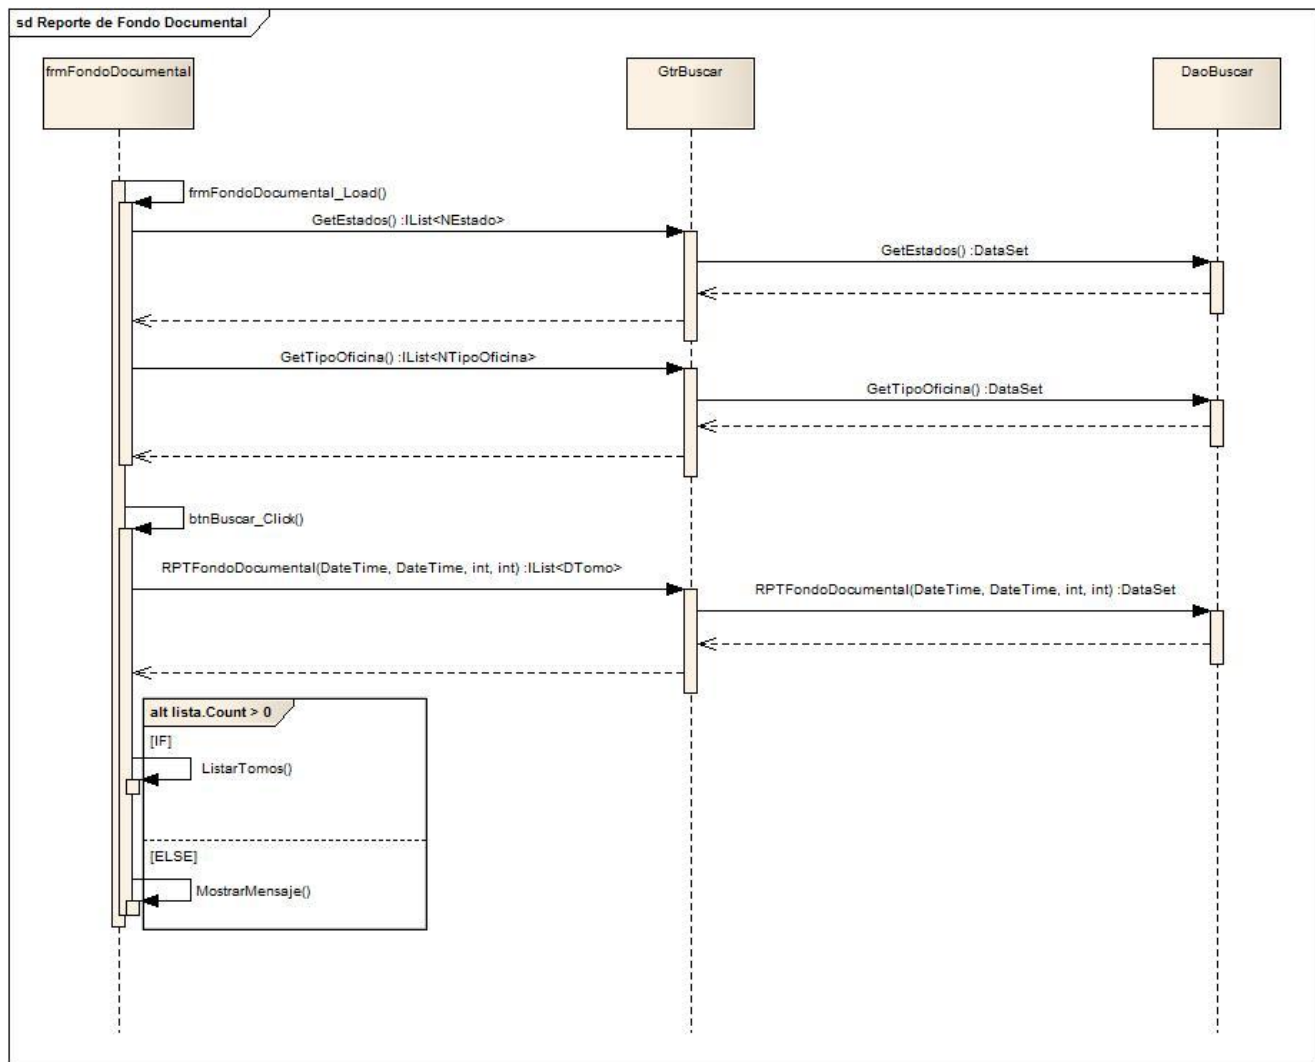 sd Reporte de Fondo Documental
frmFondoDocumental
GtrBuscar
DaoBuscar
frmFondoDocumental_Load()
GetEstados() :IList<NEstado>
GetEstados() :DataSet
GetTipoOficina() :IList<NTipoOficina>
GetTipoOficina() :DataSet
btnBuscar_Click()
RPTFondoDocumental(DateTime, DateTime, int, int) :IList<DTomo>
RPTFondoDocumental(DateTime, DateTime, int, int) :DataSet
alt lista.Count > 0
[IF]
ListarTomos()
[ELSE]
MostrarMensaje()